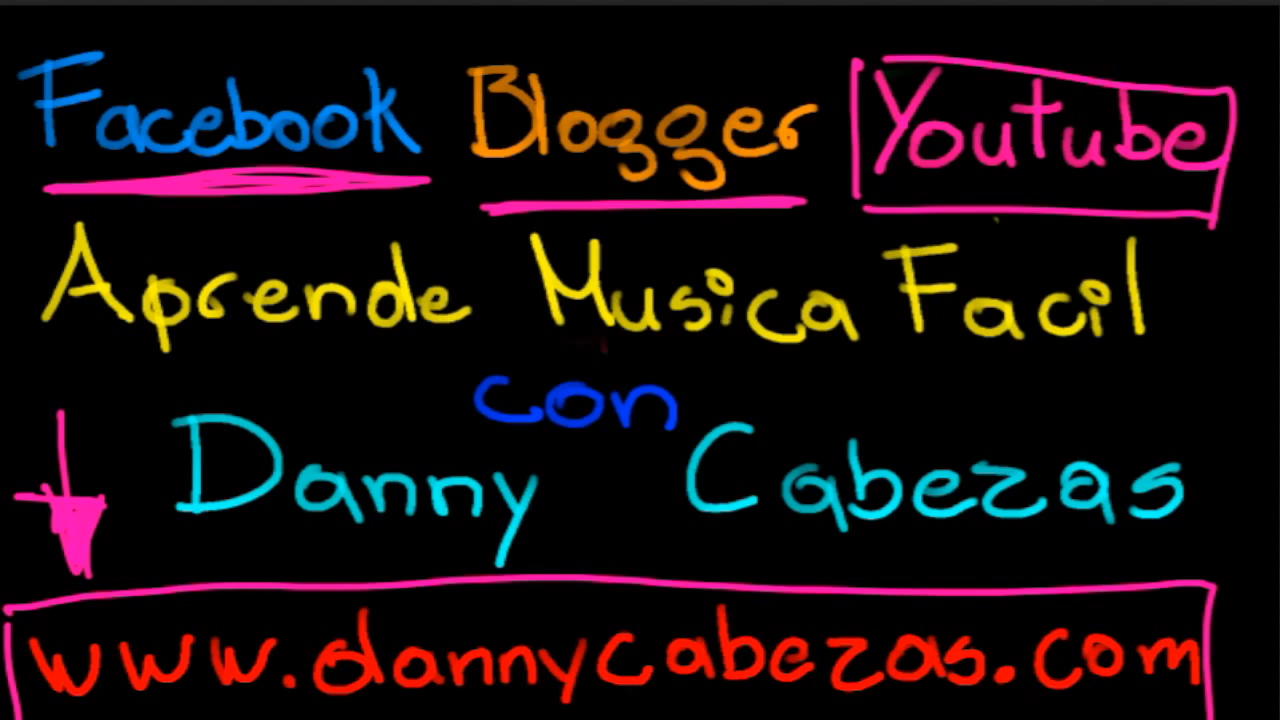 Facebook Blogger Youtube
Aprende Musica Facil
con
Danny Cabezas
www.dannycabezas.com